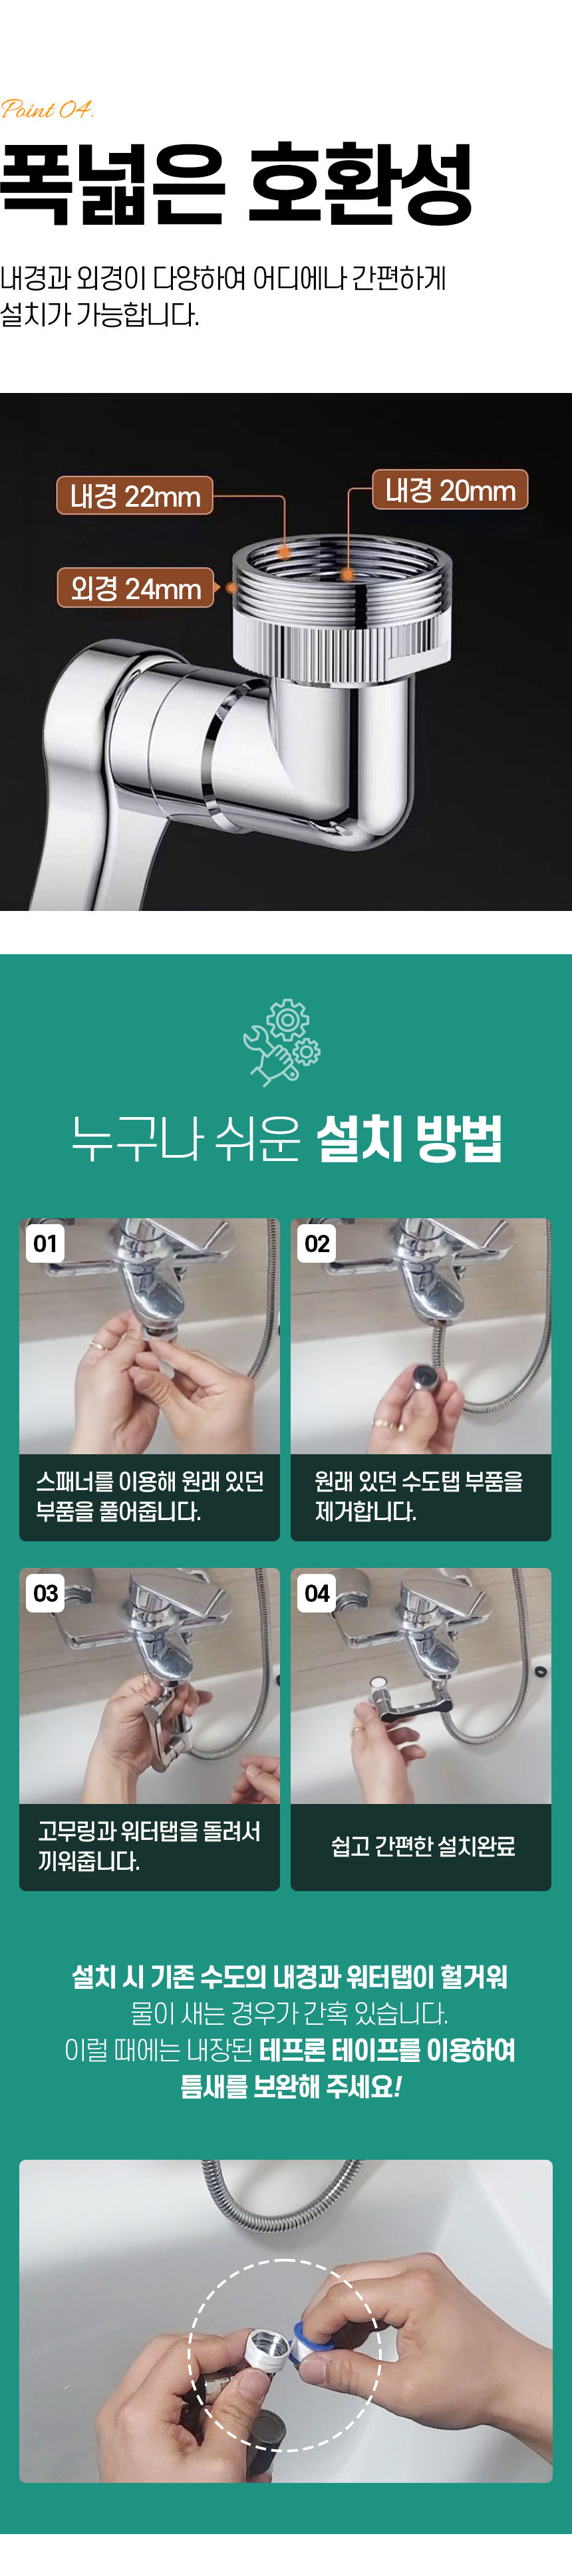 Point 04.
폭넓은 호환성
내경과 외경이 다양하여 어디에나 간편하게
설치가 가능합니다.
내경 22mm
내경 20mm
외경 24mm
누구나 쉬운 설치 방법
01
02
스패너를 이용해 원래 있던
부품을 풀어줍니다.
원래 있던 수도탭 부품을
제거합니다.
03
04
고무링과 워터탭을 돌려서
끼워줍니다.
쉽고 간편한 설치완료
설치 시 기존 수도의 내경과 워터탭이 헐거워
물이 새는 경우가 간혹 있습니다.
이럴 때에는 내장된 테프론 테이프를 이용하여
틈새를 보완해 주세요!